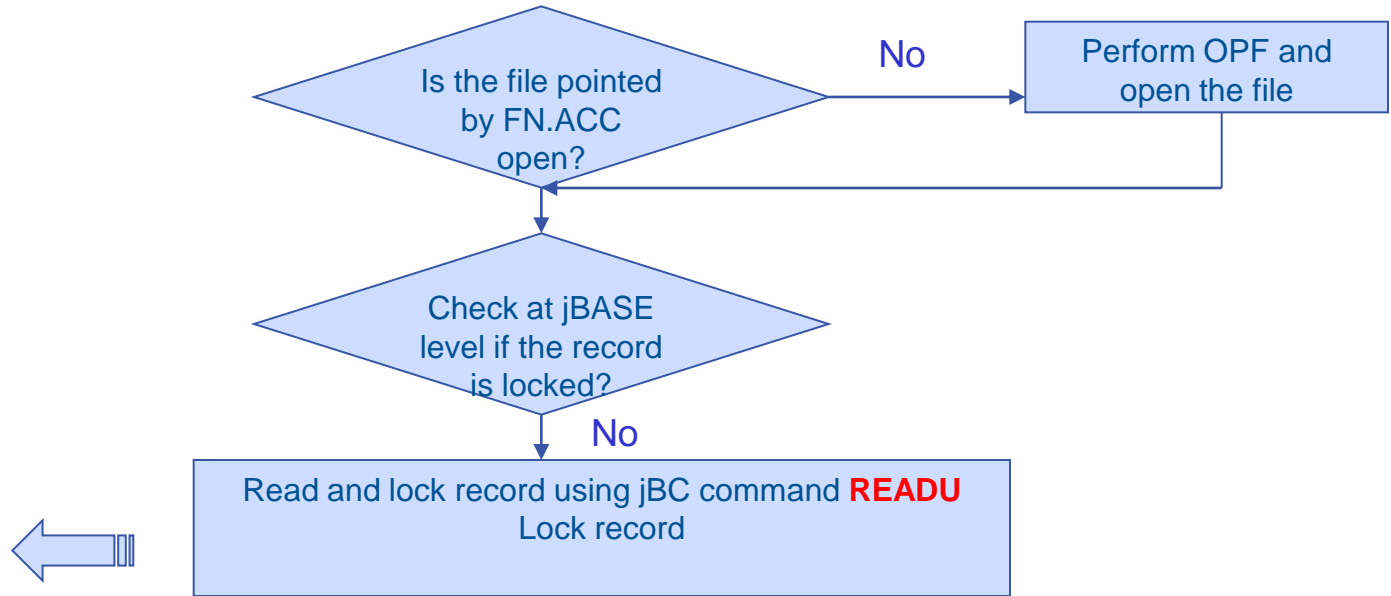 Is the file pointed
by FN.ACC
open?
No
Perform OPF and
open the file
Check at jBASE
level if the record
is locked?
No
Read and lock record using jBC command READU
Lock record